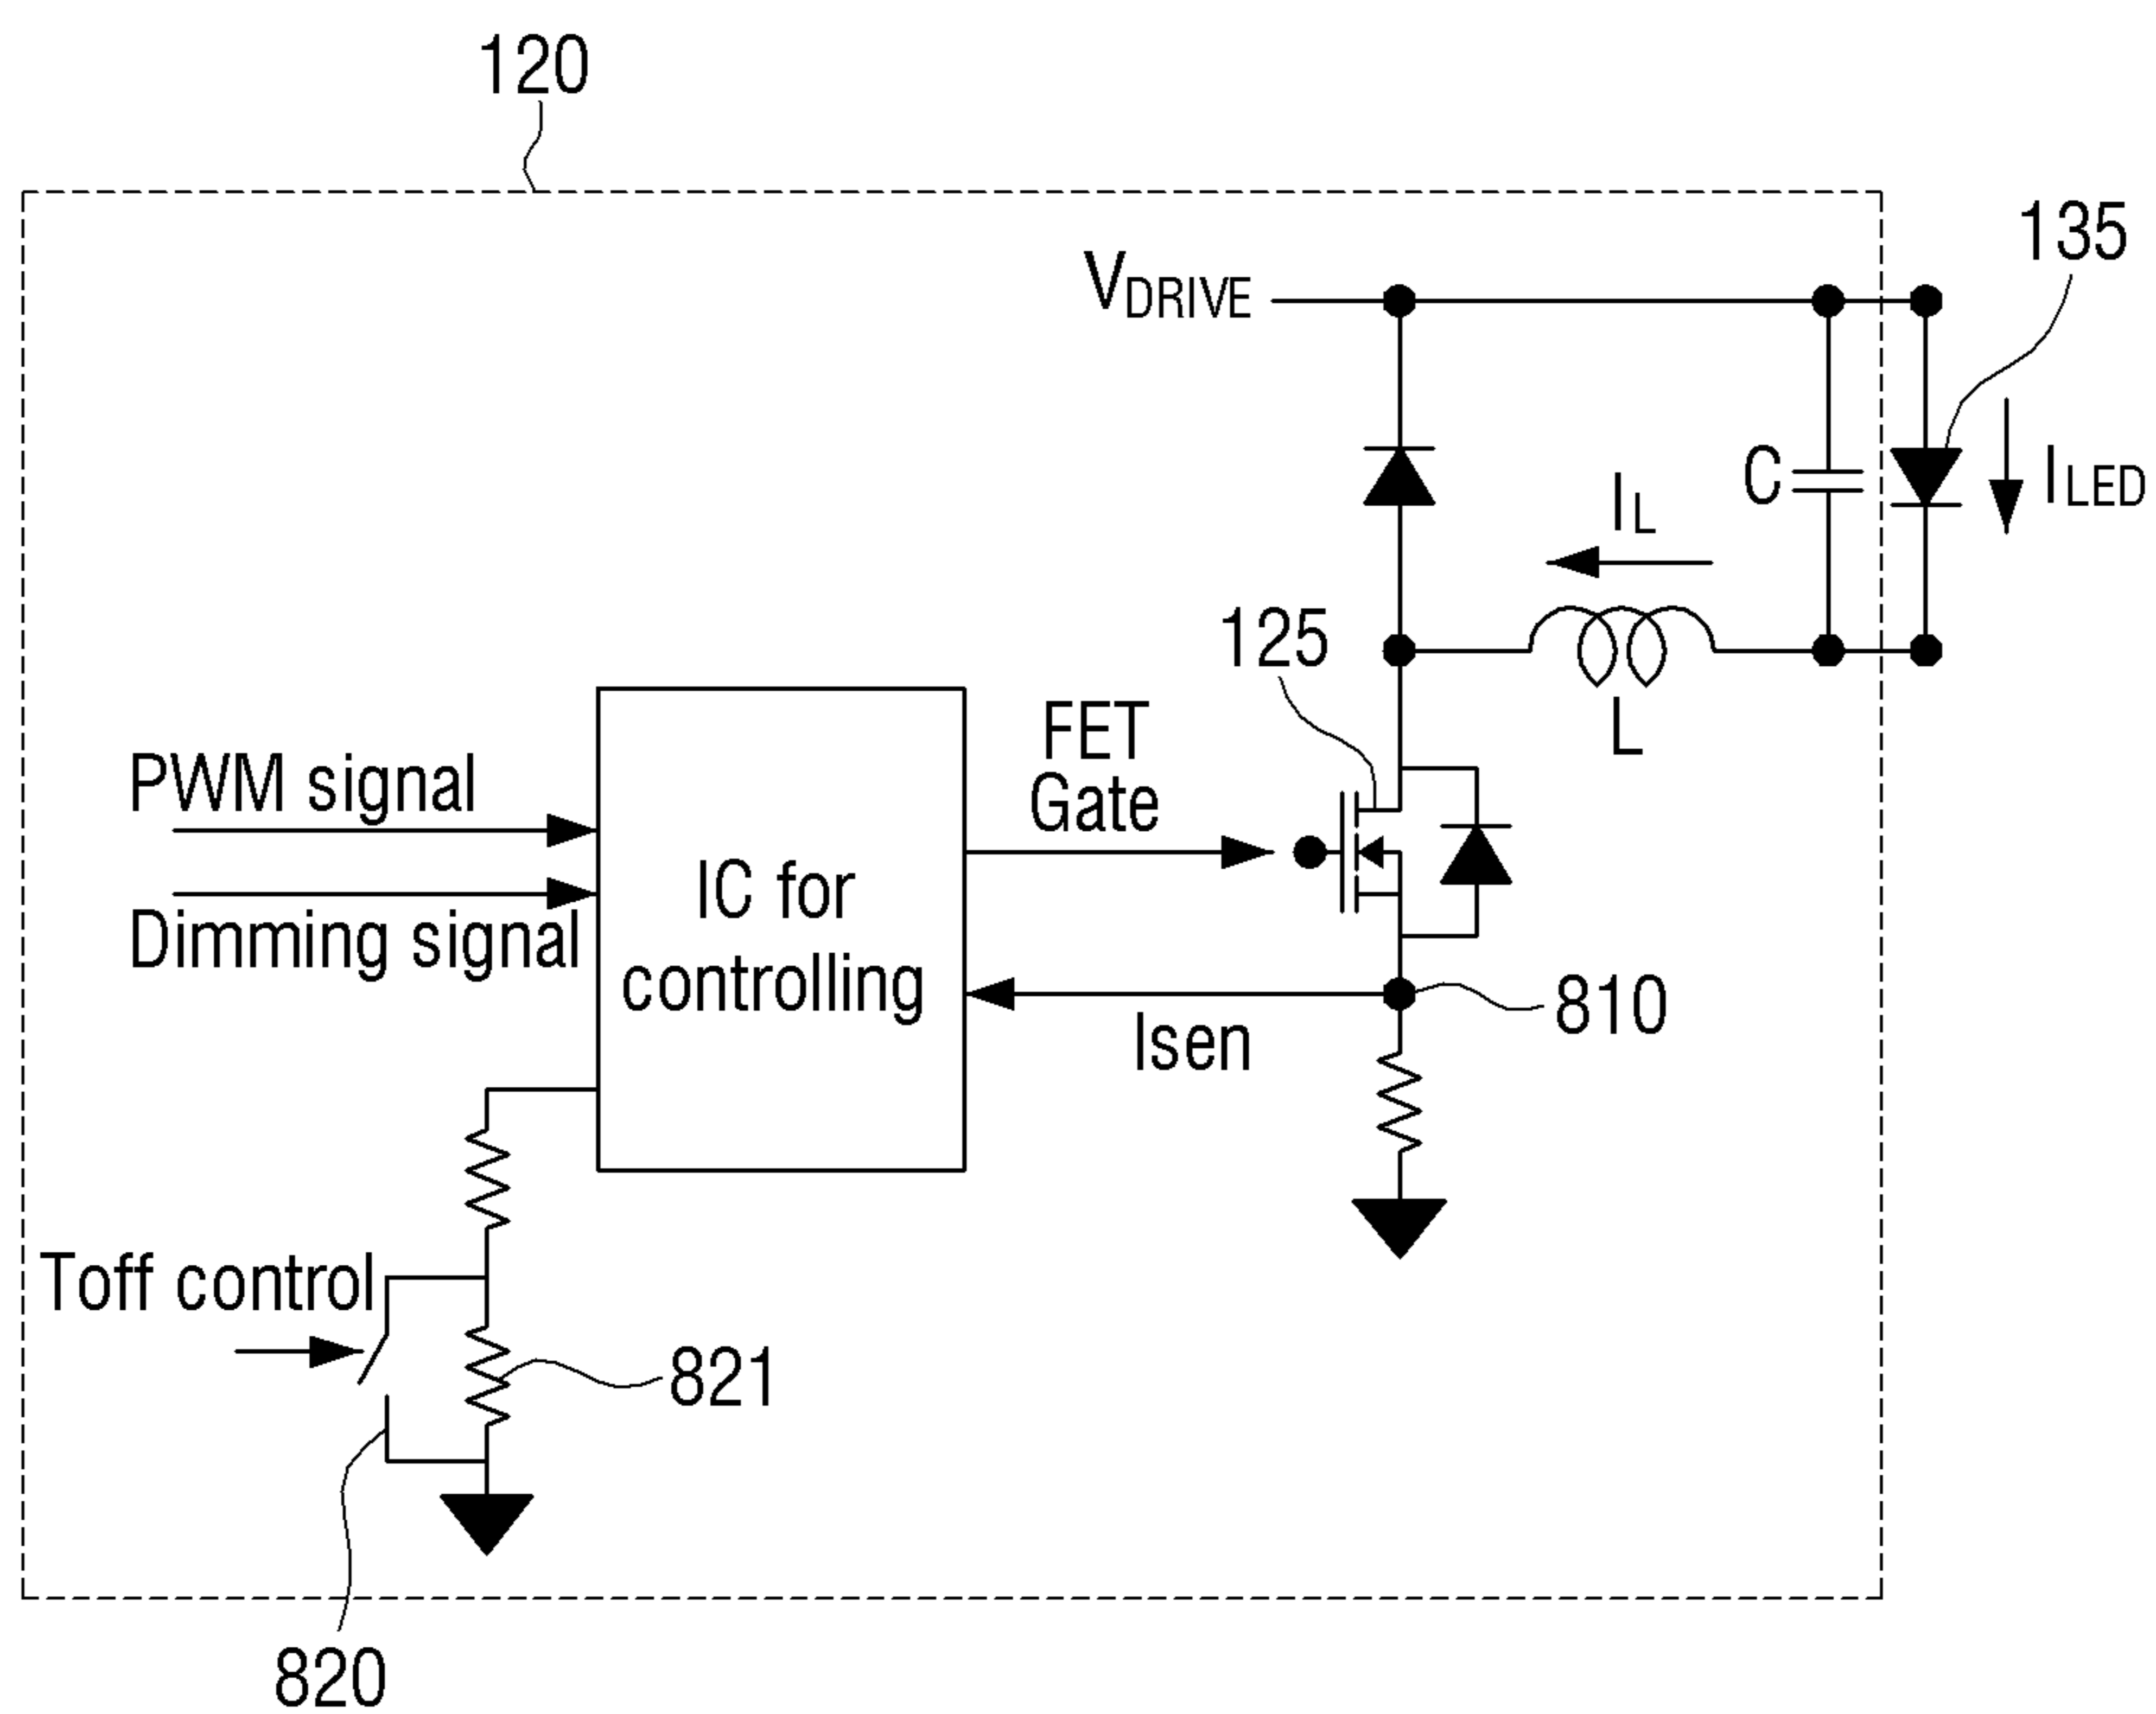 120
135
VDRIVE
C
ILED
IL
125
L
FET
Gate
PWM signal
IC for
controlling
Dimming signal
810
Isen
Toff control
821
820